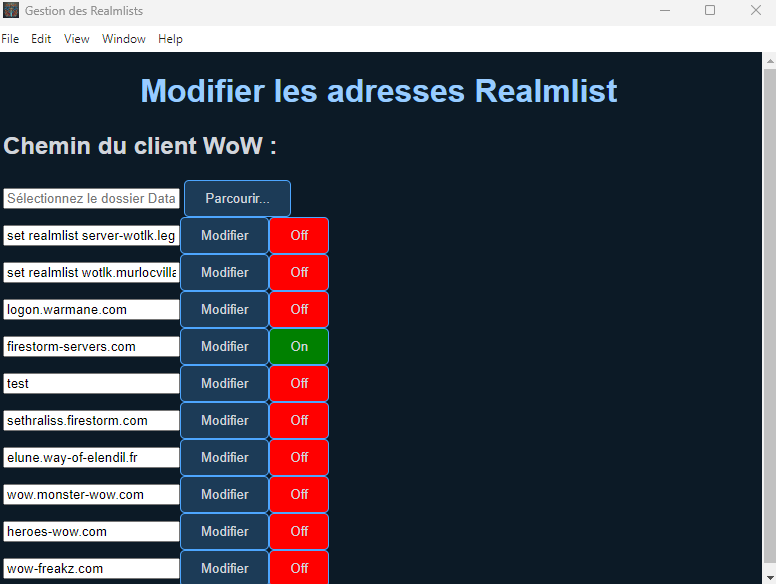 Gestion des Realmlists
File Edit View Window Help
Modifier les adresses Realmlist
Chemin du client WoW :
Sélectionnez le dossier Data Parcourir...
set realmlist server-wotlk.leg Modifier Off
set realmlist wotlk.murlocvilla Modifier Off
logon.warmane.com Modifier Off
firestorm-servers.com Modifier On
test Modifier Off
sethraliss.firestorm.com Modifier Off
elune.way-of-elendil.fr Modifier Off
wow.monster-wow.com Modifier Off
heroes-wow.com Modifier Off
wow-freakz.com Modifier Off